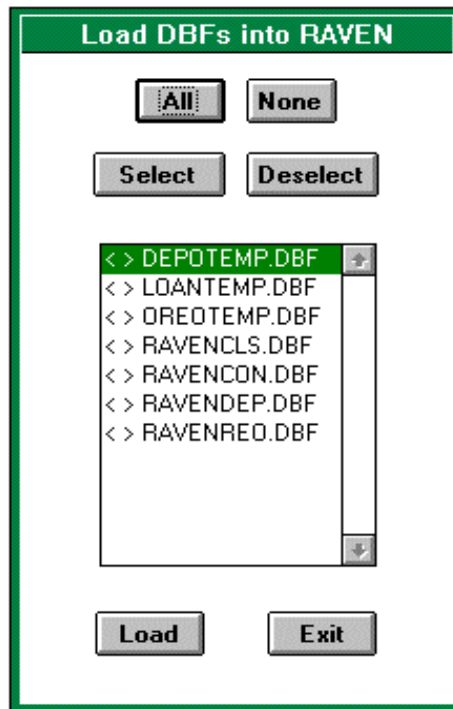 Load DBFs into RAVEN
All None
Select Deselect
< > DEPOTEMP.DBF
< > LOANTEMP.DBF
< > OREOTEMP.DBF
< > RAVENCLS.DBF
< > RAVENCON.DBF
< > RAVENDEP.DBF
< > RAVENREO.DBF
Load Exit